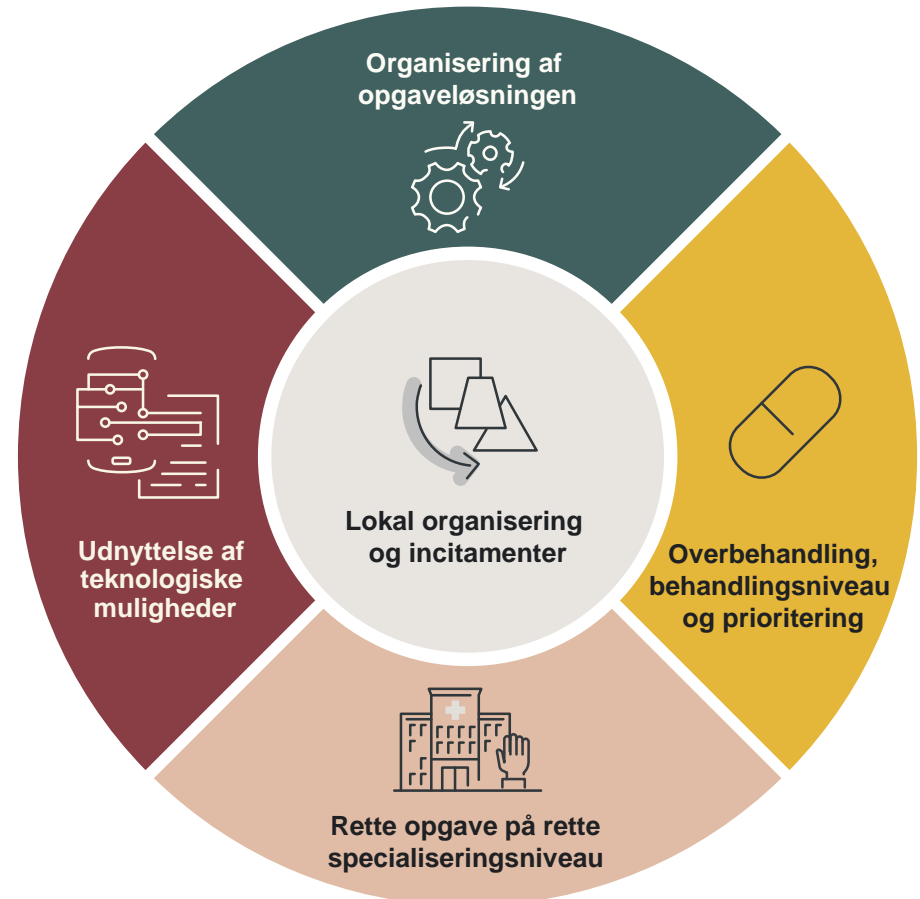 Organisering af
opgaveløsningen
Udnyttelse af
teknologiske
muligheder
Lokal organisering
og incitamenter
Overbehandling,
behandlingsniveau
og prioritering
Rette opgave på rette
specialiseringsniveau